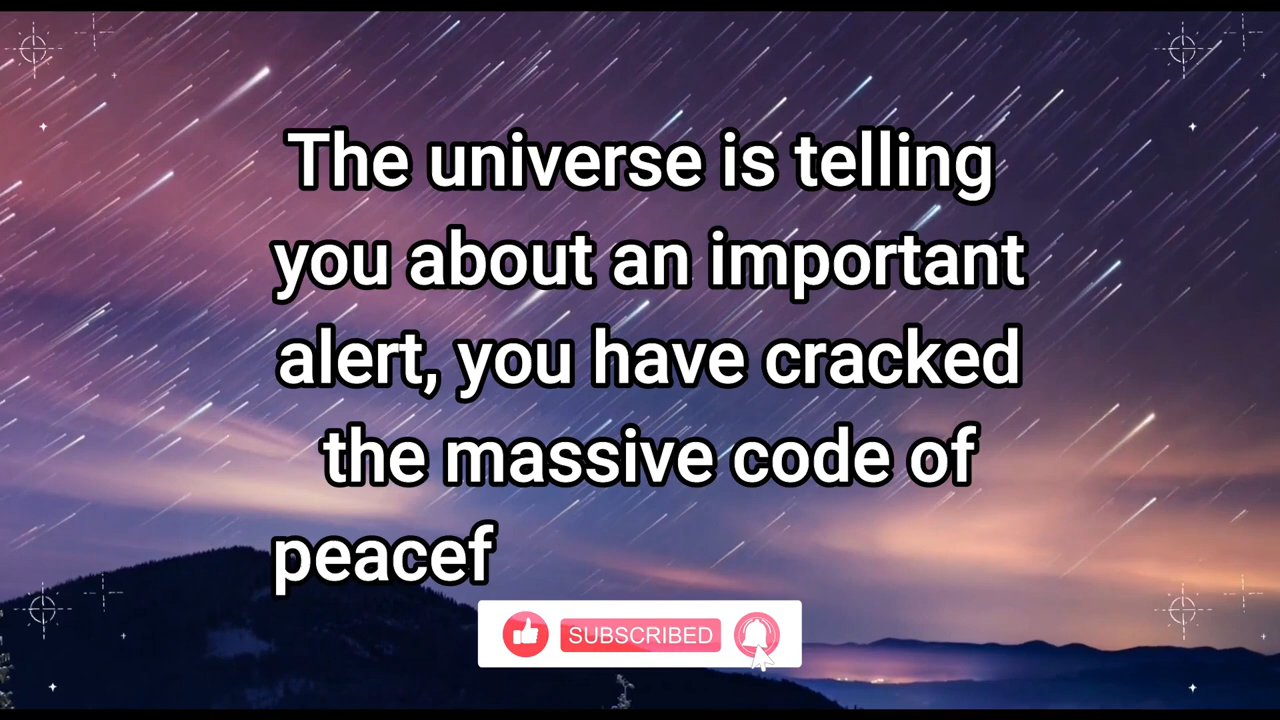 The universe is telling
you about an important
alert, you have cracked
the massive code of
peacef
SUBSCRIBED